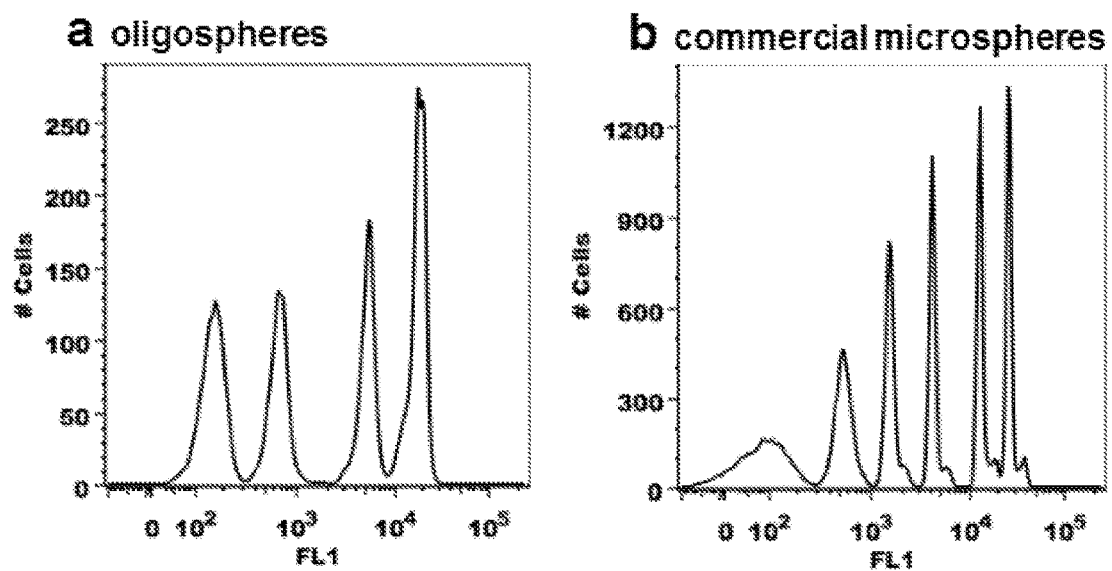 a oligospheres
250
200
150
100
50
0
# Cells
0 10² 10³ 10⁴ 10⁵
FL1
b commercial microspheres
1200
900
600
300
0
# Cells
0 10² 10³ 10⁴ 10⁵
FL1